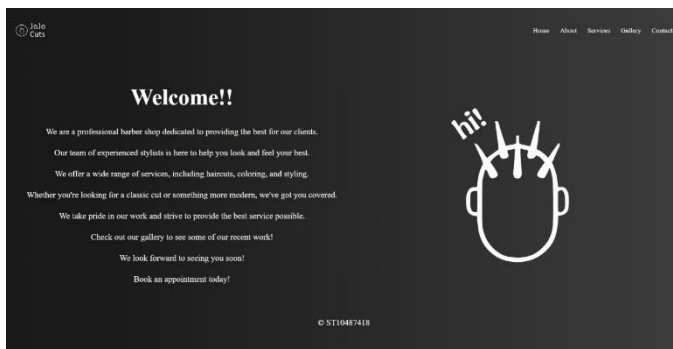 JoJo
Cuts
Home About Services Gallery Contact
Welcome!!
We are a professional barber shop dedicated to providing the best for our clients.
Our team of experienced stylists is here to help you look and feel your best.
We offer a wide range of services, including haircuts, coloring, and styling.
Whether you're looking for a classic cut or something more modern, we've got you covered.
We take pride in our work and strive to provide the best service possible.
Check out our gallery to see some of our recent work!
We look forward to seeing you soon!
Book an appointment today!
hi!
© ST10487418